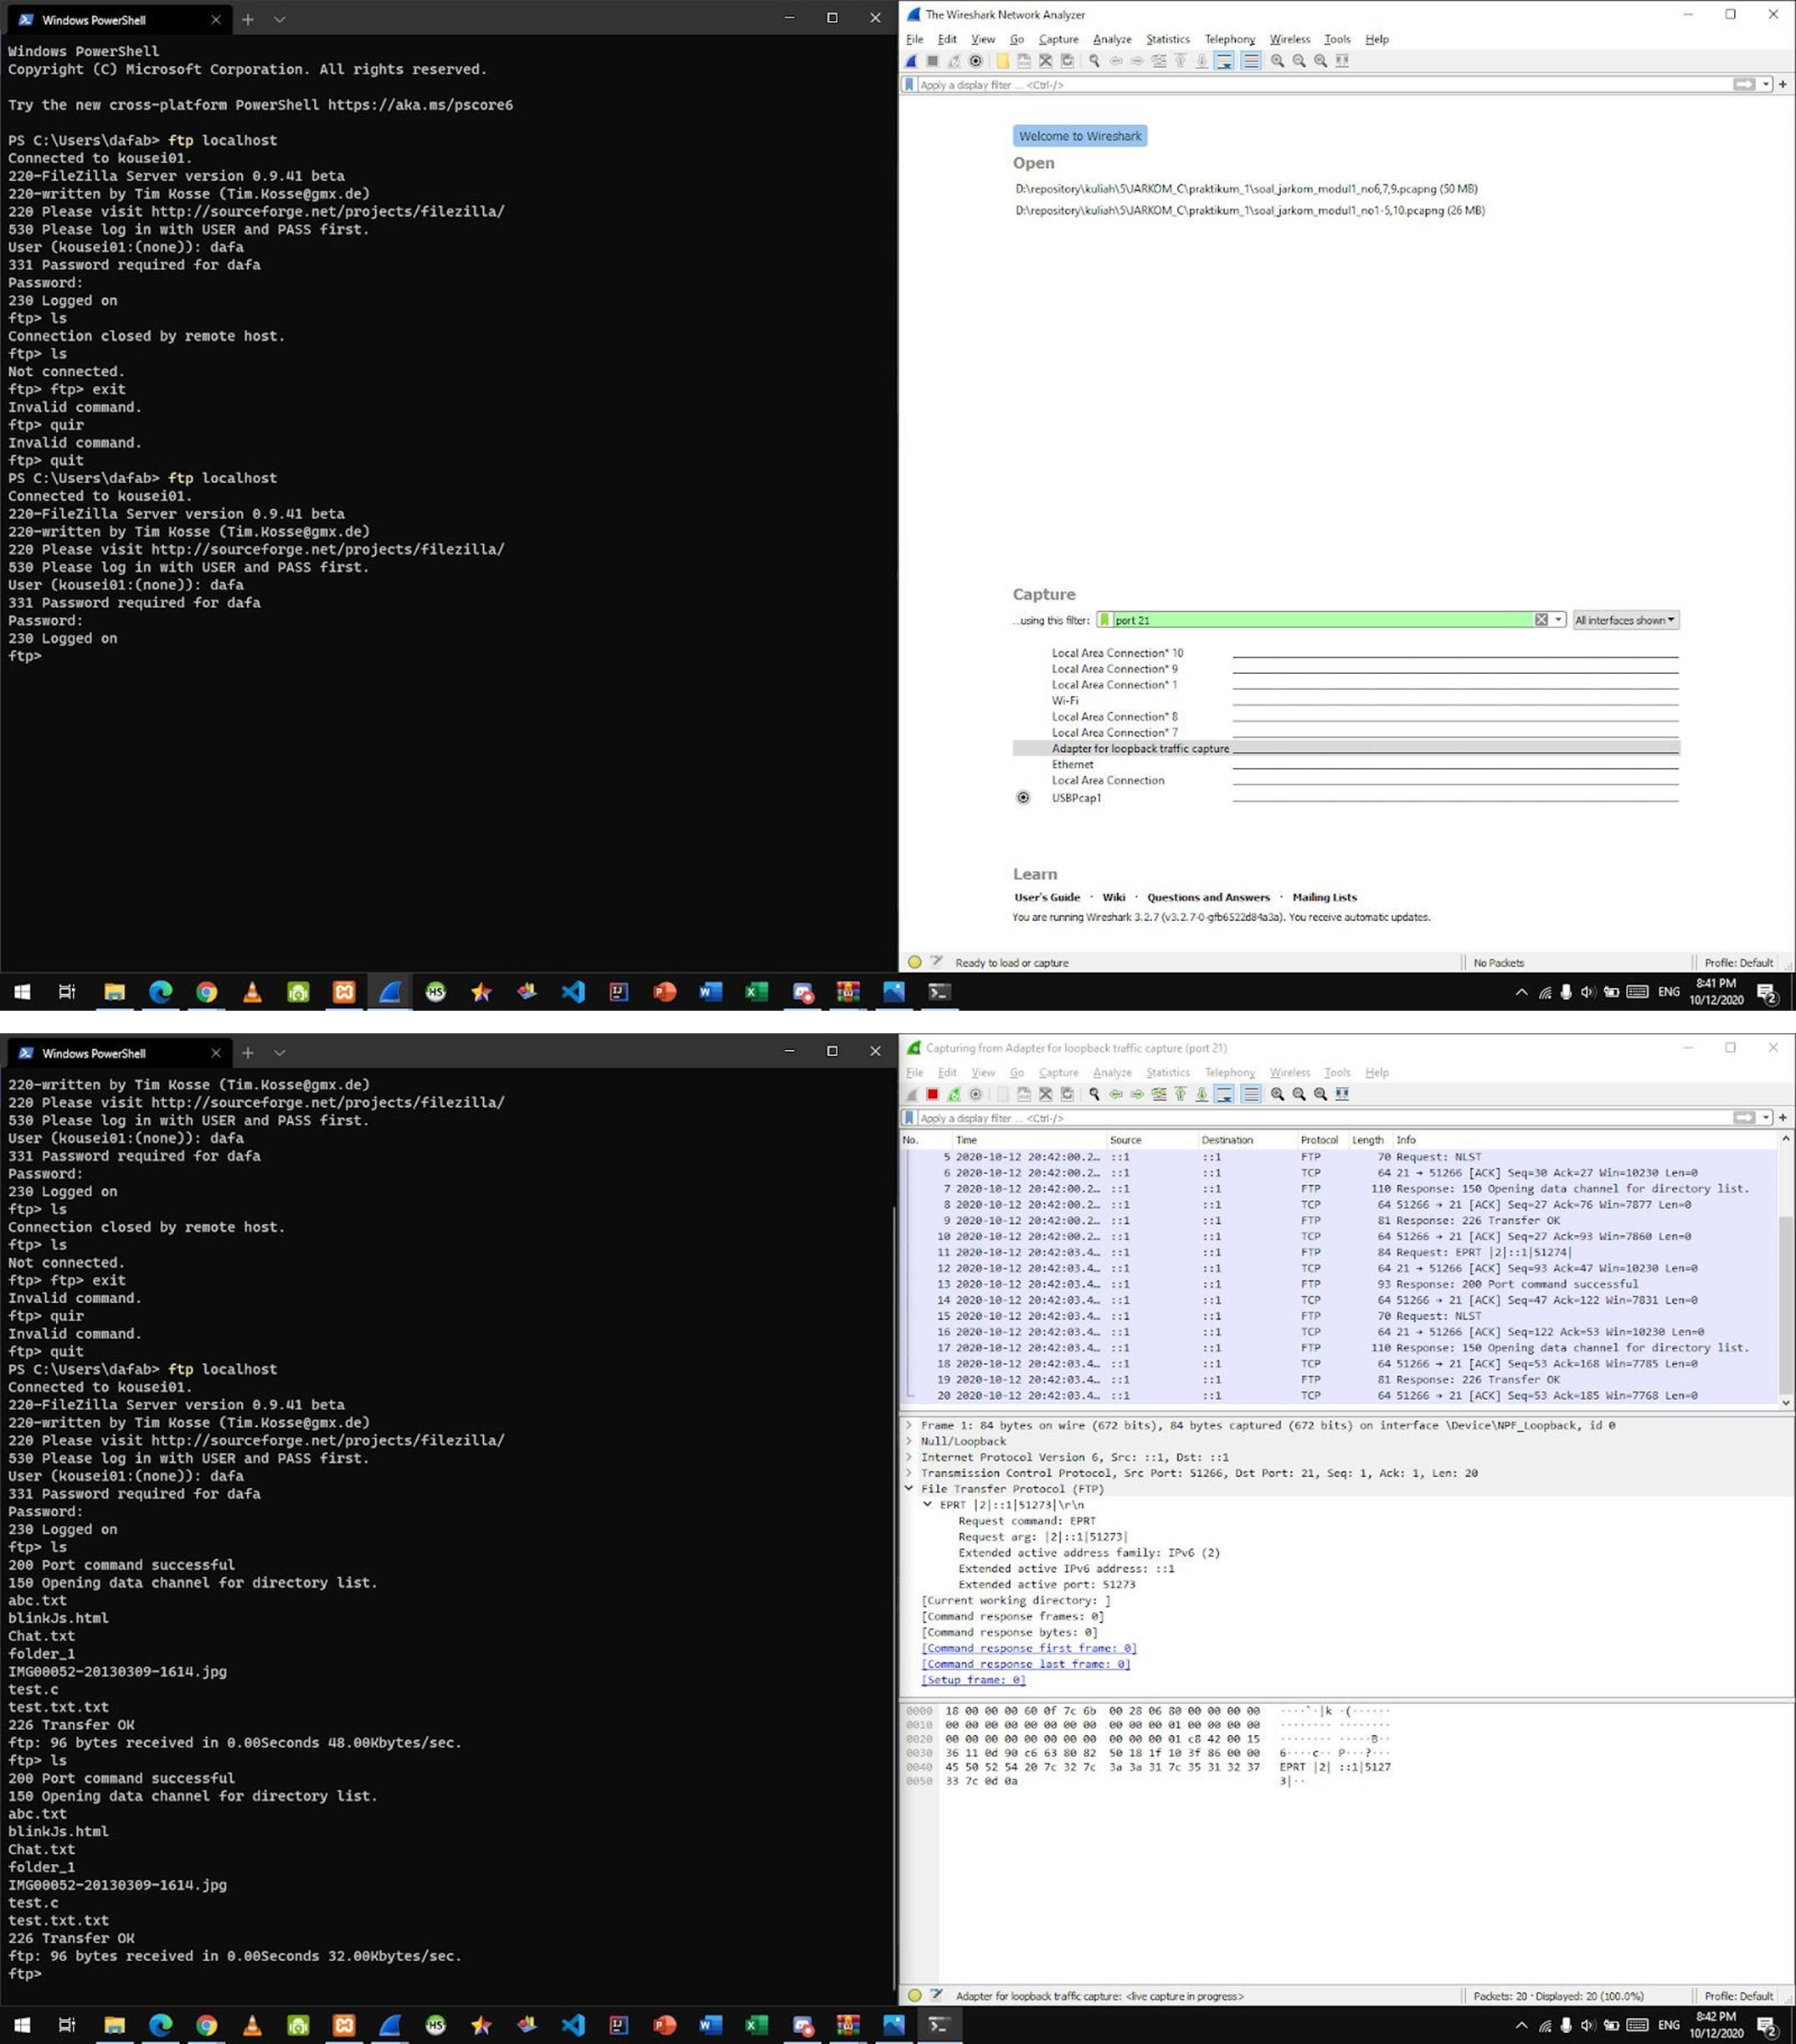 Windows PowerShell
Windows PowerShell
Copyright (C) Microsoft Corporation. All rights reserved.
Try the new cross-platform PowerShell https://aka.ms/pscore6
PS C:\Users\dafab> ftp localhost
Connected to kousei01.
220-FileZilla Server version 0.9.41 beta
220-written by Tim Kosse (Tim.Kosse@gmx.de)
220 Please visit http://sourceforge.net/projects/filezilla/
530 Please log in with USER and PASS first.
User (kousei01:(none)): dafa
331 Password required for dafa
Password:
230 Logged on
ftp> ls
Connection closed by remote host.
ftp> ls
Not connected.
ftp> ftp> exit
Invalid command.
ftp> quir
Invalid command.
ftp> quit
PS C:\Users\dafab> ftp localhost
Connected to kousei01.
220-FileZilla Server version 0.9.41 beta
220-written by Tim Kosse (Tim.Kosse@gmx.de)
220 Please visit http://sourceforge.net/projects/filezilla/
530 Please log in with USER and PASS first.
User (kousei01:(none)): dafa
331 Password required for dafa
Password:
230 Logged on
ftp>
The Wireshark Network Analyzer
File Edit View Go Capture Analyze Statistics Telephony Wireless Tools Help
Apply a display filter ... <Ctrl-/>
Welcome to Wireshark
Open
D:\repository\kuliah\5\JARKOM_C\praktikum_1\soal_jarkom_modul1_no6,7,9.pcapng (50 MB)
D:\repository\kuliah\5\JARKOM_C\praktikum_1\soal_jarkom_modul1_no1-5,10.pcapng (26 MB)
Capture
...using this filter: port 21 All interfaces shown
Local Area Connection* 10
Local Area Connection* 9
Local Area Connection* 1
Wi-Fi
Local Area Connection* 8
Local Area Connection* 7
Adapter for loopback traffic capture
Ethernet
Local Area Connection
USBPcap1
Learn
User's Guide · Wiki · Questions and Answers · Mailing Lists
You are running Wireshark 3.2.7 (v3.2.7-0-gfb6522d84a3a). You receive automatic updates.
Ready to load or capture No Packets Profile: Default
ENG 8:41 PM
10/12/2020 2
Windows PowerShell
220-written by Tim Kosse (Tim.Kosse@gmx.de)
220 Please visit http://sourceforge.net/projects/filezilla/
530 Please log in with USER and PASS first.
User (kousei01:(none)): dafa
331 Password required for dafa
Password:
230 Logged on
ftp> ls
Connection closed by remote host.
ftp> ls
Not connected.
ftp> ftp> exit
Invalid command.
ftp> quir
Invalid command.
ftp> quit
PS C:\Users\dafab> ftp localhost
Connected to kousei01.
220-FileZilla Server version 0.9.41 beta
220-written by Tim Kosse (Tim.Kosse@gmx.de)
220 Please visit http://sourceforge.net/projects/filezilla/
530 Please log in with USER and PASS first.
User (kousei01:(none)): dafa
331 Password required for dafa
Password:
230 Logged on
ftp> ls
200 Port command successful
150 Opening data channel for directory list.
abc.txt
blinkJs.html
Chat.txt
folder_1
IMG00052-20130309-1614.jpg
test.c
test.txt.txt
226 Transfer OK
ftp: 96 bytes received in 0.00Seconds 48.00Kbytes/sec.
ftp> ls
200 Port command successful
150 Opening data channel for directory list.
abc.txt
blinkJs.html
Chat.txt
folder_1
IMG00052-20130309-1614.jpg
test.c
test.txt.txt
226 Transfer OK
ftp: 96 bytes received in 0.00Seconds 32.00Kbytes/sec.
ftp>
Capturing from Adapter for loopback traffic capture (port 21)
File Edit View Go Capture Analyze Statistics Telephony Wireless Tools Help
Apply a display filter ... <Ctrl-/>
No. Time Source Destination Protocol Length Info
5 2020-10-12 20:42:00.2… ::1 ::1 FTP 70 Request: NLST
6 2020-10-12 20:42:00.2… ::1 ::1 TCP 64 21 → 51266 [ACK] Seq=30 Ack=27 Win=10230 Len=0
7 2020-10-12 20:42:00.2… ::1 ::1 FTP 110 Response: 150 Opening data channel for directory list.
8 2020-10-12 20:42:00.2… ::1 ::1 TCP 64 51266 → 21 [ACK] Seq=27 Ack=76 Win=7877 Len=0
9 2020-10-12 20:42:00.2… ::1 ::1 FTP 81 Response: 226 Transfer OK
10 2020-10-12 20:42:00.2… ::1 ::1 TCP 64 51266 → 21 [ACK] Seq=27 Ack=93 Win=7860 Len=0
11 2020-10-12 20:42:03.4… ::1 ::1 FTP 84 Request: EPRT |2|::1|51274|
12 2020-10-12 20:42:03.4… ::1 ::1 TCP 64 21 → 51266 [ACK] Seq=93 Ack=47 Win=10230 Len=0
13 2020-10-12 20:42:03.4… ::1 ::1 FTP 93 Response: 200 Port command successful
14 2020-10-12 20:42:03.4… ::1 ::1 TCP 64 51266 → 21 [ACK] Seq=47 Ack=122 Win=7831 Len=0
15 2020-10-12 20:42:03.4… ::1 ::1 FTP 70 Request: NLST
16 2020-10-12 20:42:03.4… ::1 ::1 TCP 64 21 → 51266 [ACK] Seq=122 Ack=53 Win=10230 Len=0
17 2020-10-12 20:42:03.4… ::1 ::1 FTP 110 Response: 150 Opening data channel for directory list.
18 2020-10-12 20:42:03.4… ::1 ::1 TCP 64 51266 → 21 [ACK] Seq=53 Ack=168 Win=7785 Len=0
19 2020-10-12 20:42:03.4… ::1 ::1 FTP 81 Response: 226 Transfer OK
20 2020-10-12 20:42:03.4… ::1 ::1 TCP 64 51266 → 21 [ACK] Seq=53 Ack=185 Win=7768 Len=0
Frame 1: 84 bytes on wire (672 bits), 84 bytes captured (672 bits) on interface \Device\NPF_Loopback, id 0
Null/Loopback
Internet Protocol Version 6, Src: ::1, Dst: ::1
Transmission Control Protocol, Src Port: 51266, Dst Port: 21, Seq: 1, Ack: 1, Len: 20
File Transfer Protocol (FTP)
EPRT |2|::1|51273|\r\n
Request command: EPRT
Request arg: |2|::1|51273|
Extended active address family: IPv6 (2)
Extended active IPv6 address: ::1
Extended active port: 51273
[Current working directory: ]
[Command response frames: 0]
[Command response bytes: 0]
[Command response first frame: 0]
[Command response last frame: 0]
[Setup frame: 0]
0000 18 00 00 00 60 0f 7c 6b 00 28 06 80 00 00 00 00 ····`·|k ·(······
0010 00 00 00 00 00 00 00 00 00 00 00 01 00 00 00 00 ········ ········
0020 00 00 00 00 00 00 00 00 00 00 00 01 c8 42 00 15 ········ ·····B··
0030 36 11 0d 90 c6 63 80 82 50 18 1f 10 3f 86 00 00 6····c·· P···?···
0040 45 50 52 54 20 7c 32 7c 3a 3a 31 7c 35 31 32 37 EPRT |2| ::1|5127
0050 33 7c 0d 0a 3|··
Adapter for loopback traffic capture: <live capture in progress> Packets: 20 · Displayed: 20 (100.0%) Profile: Default
ENG 8:42 PM
10/12/2020 2